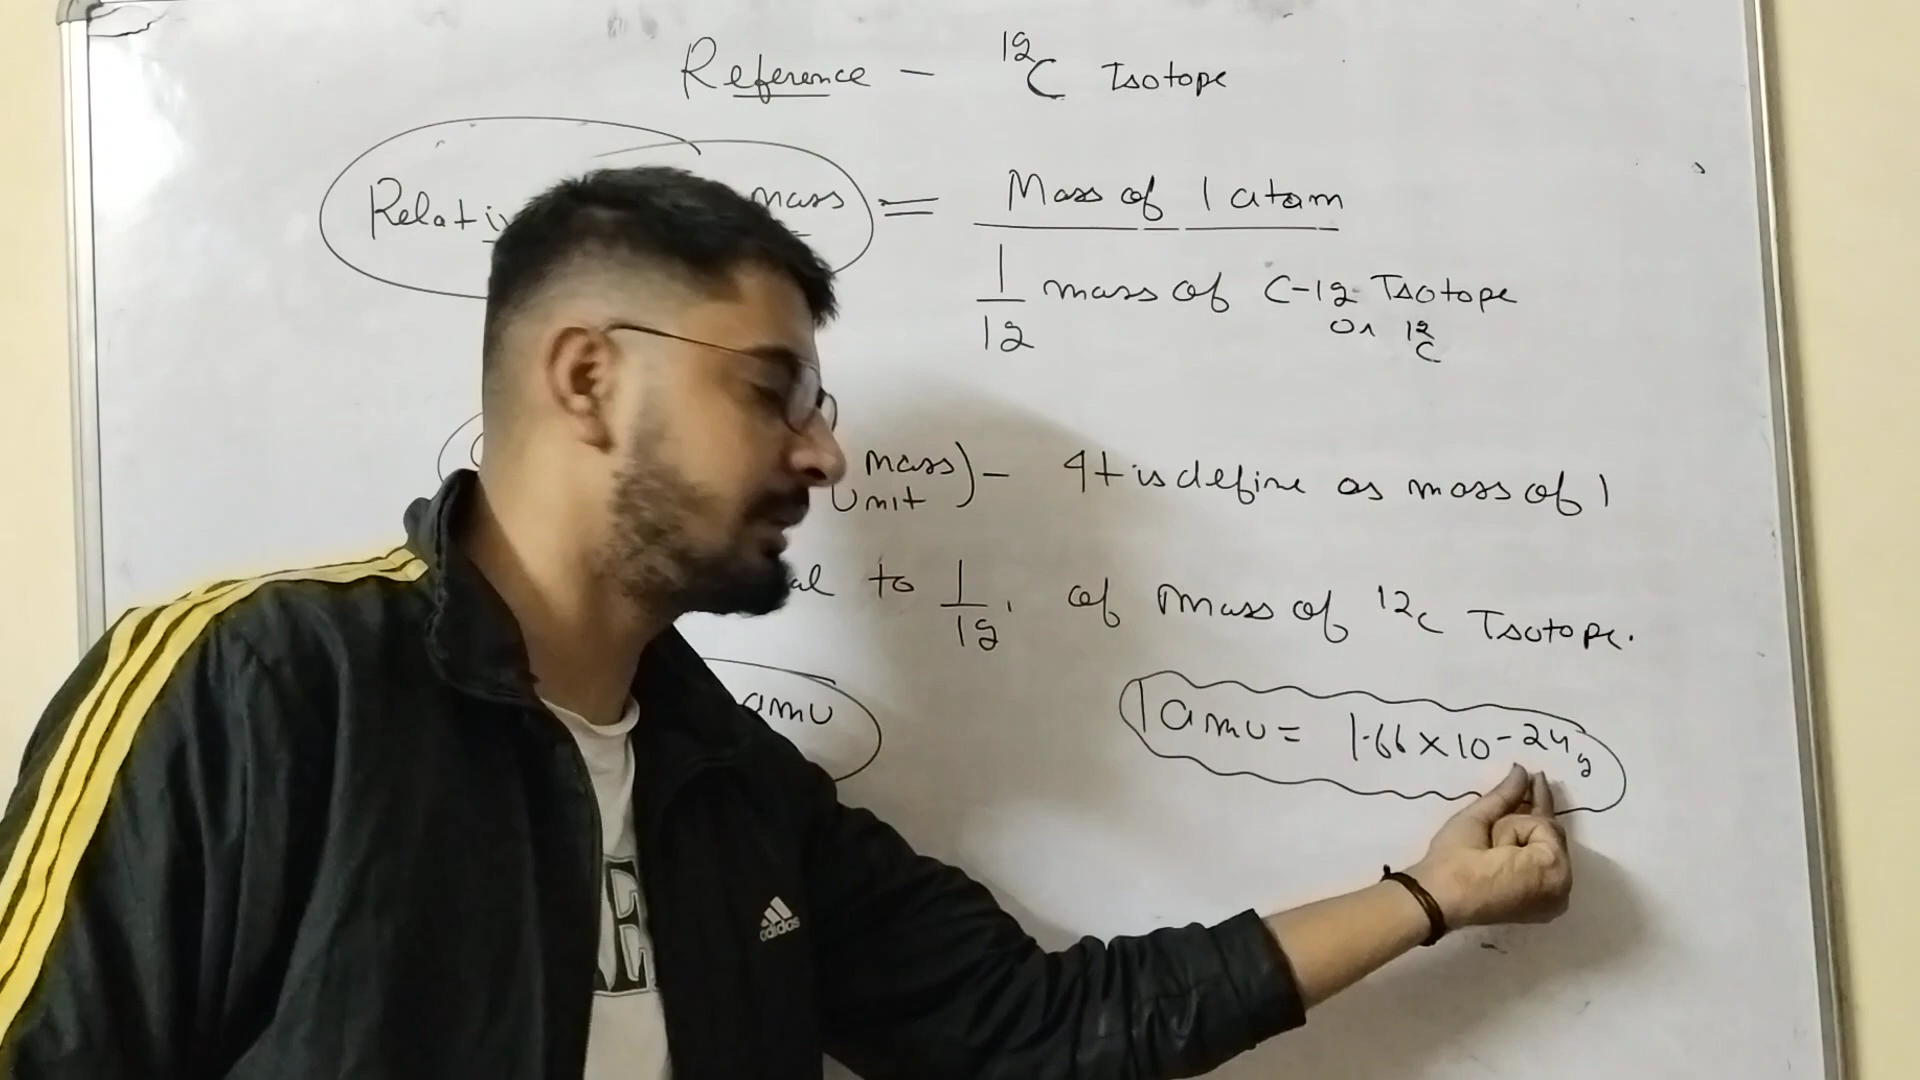 Reference - ¹²C Isotope
mass = Mass of 1 atom
1/12 mass of C-12 Isotope
or ¹²C
mass) - It is define as mass of 1
Unit
to 1/12 of mass of ¹²C Isotope.
amu
1 amu = 1.66 × 10⁻²⁴ g
adidas